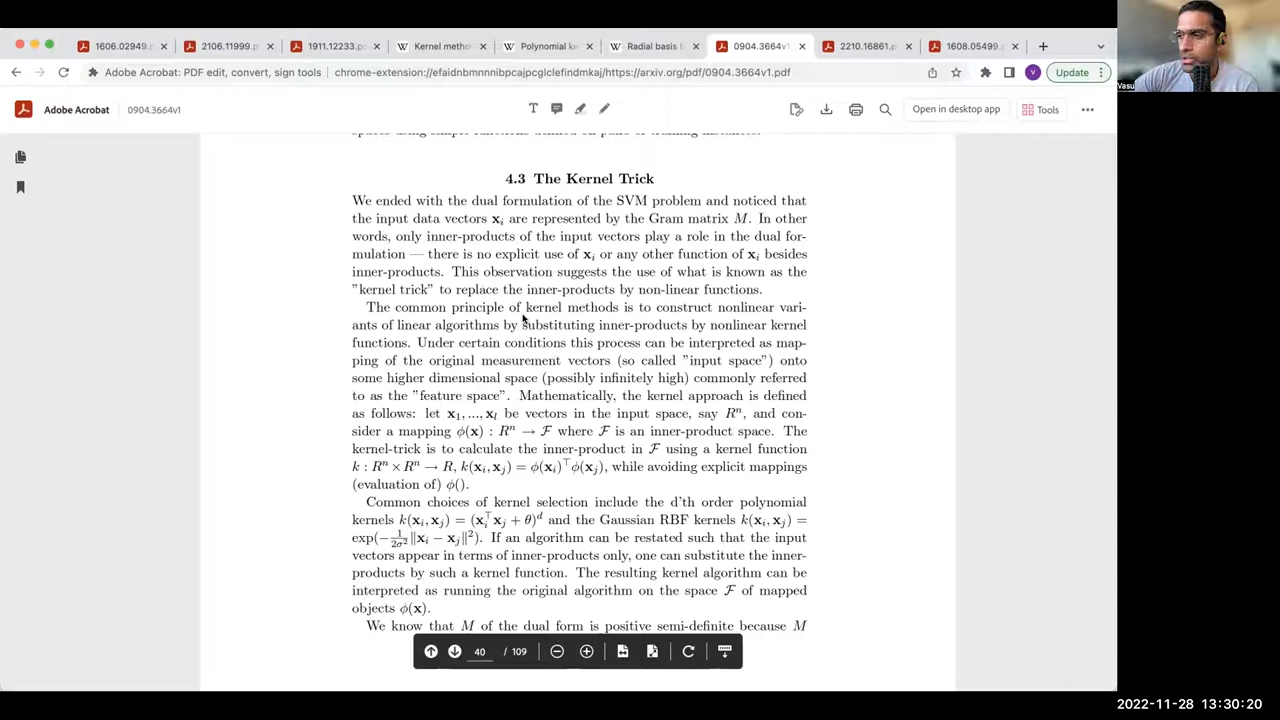 1606.02949.p
2106.11999.p
1911.12233.p
Kernel metho
Polynomial ke
Radial basis f
0904.3664v1
2210.16861.p
1608.05499.p
Adobe Acrobat: PDF edit, convert, sign tools
chrome-extension://efaidnbmnnnibpcajpcglclefindmkaj/https://arxiv.org/pdf/0904.3664v1.pdf
V
Update
Vasu
Adobe Acrobat
0904.3664v1
T
Open in desktop app
Tools
spaces using simple functions defined on pairs of training instances.
4.3 The Kernel Trick
We ended with the dual formulation of the SVM problem and noticed that
the input data vectors xᵢ are represented by the Gram matrix M. In other
words, only inner-products of the input vectors play a role in the dual for-
mulation — there is no explicit use of xᵢ or any other function of xᵢ besides
inner-products. This observation suggests the use of what is known as the
"kernel trick" to replace the inner-products by non-linear functions.
The common principle of kernel methods is to construct nonlinear vari-
ants of linear algorithms by substituting inner-products by nonlinear kernel
functions. Under certain conditions this process can be interpreted as map-
ping of the original measurement vectors (so called "input space") onto
some higher dimensional space (possibly infinitely high) commonly referred
to as the "feature space". Mathematically, the kernel approach is defined
as follows: let x₁, ..., xₗ be vectors in the input space, say Rⁿ, and con-
sider a mapping ϕ(x) : Rⁿ → F where F is an inner-product space. The
kernel-trick is to calculate the inner-product in F using a kernel function
k : Rⁿ × Rⁿ → R, k(xᵢ, xⱼ) = ϕ(xᵢ)⊤ϕ(xⱼ), while avoiding explicit mappings
(evaluation of) ϕ().
Common choices of kernel selection include the d'th order polynomial
kernels k(xᵢ, xⱼ) = (xᵢ⊤xⱼ + θ)ᵈ and the Gaussian RBF kernels k(xᵢ, xⱼ) =
exp(−1/2σ² ‖xᵢ − xⱼ‖²). If an algorithm can be restated such that the input
vectors appear in terms of inner-products only, one can substitute the inner-
products by such a kernel function. The resulting kernel algorithm can be
interpreted as running the original algorithm on the space F of mapped
objects ϕ(x).
We know that M of the dual form is positive semi-definite because M
40 / 109
2022-11-28 13:30:20